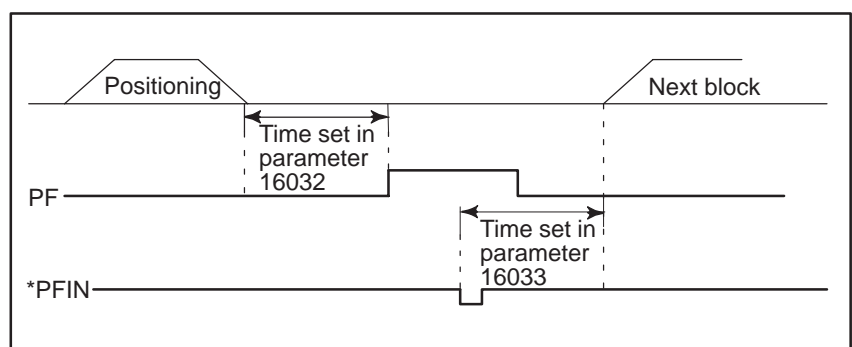 Positioning
Next block
Time set in
parameter
16032
PF
Time set in
parameter
16033
*PFIN